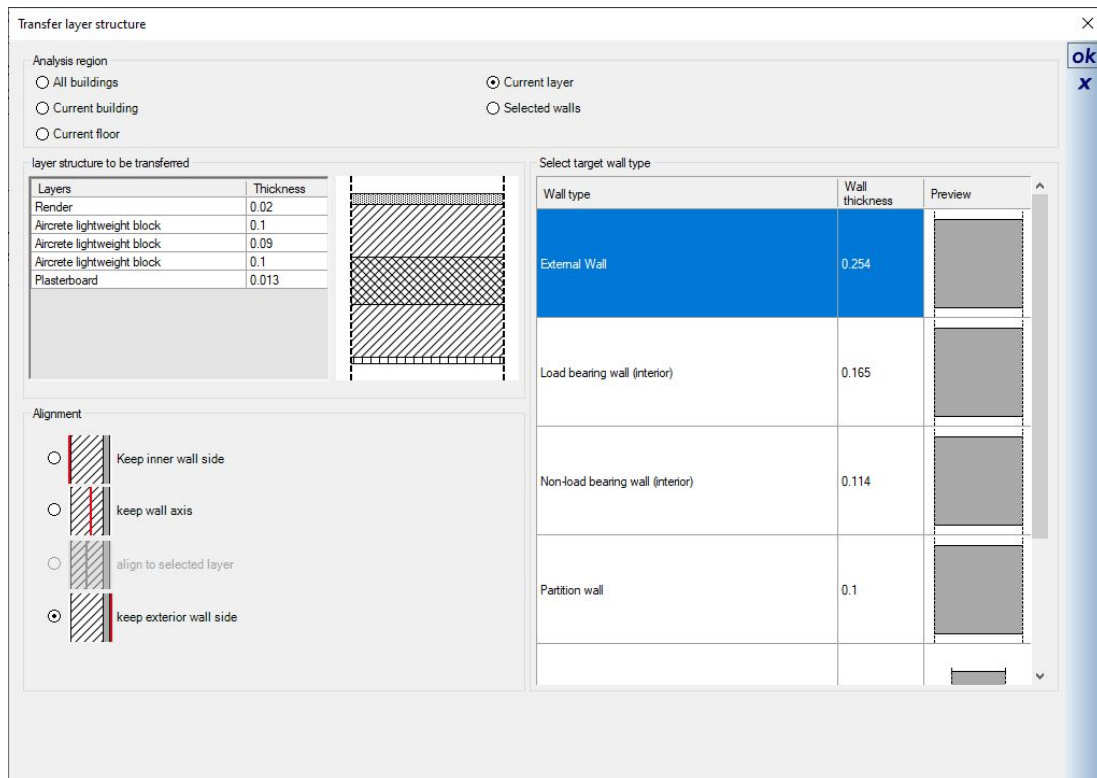 Transfer layer structure
ok
x
Analysis region
All buildings
Current layer
Current building
Selected walls
Current floor
layer structure to be transferred
Layers Thickness
Render 0.02
Aircrete lightweight block 0.1
Aircrete lightweight block 0.09
Aircrete lightweight block 0.1
Plasterboard 0.013
Alignment
Keep inner wall side
keep wall axis
align to selected layer
keep exterior wall side
Select target wall type
Wall type Wall thickness Preview
External Wall 0.254
Load bearing wall (interior) 0.165
Non-load bearing wall (interior) 0.114
Partition wall 0.1